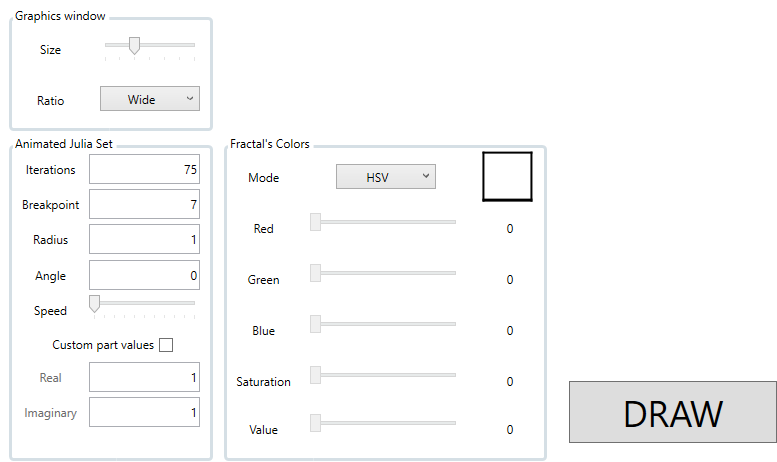 Graphics window
Size
Ratio Wide
Animated Julia Set
Iterations 75
Breakpoint 7
Radius 1
Angle 0
Speed
Custom part values
Real 1
Imaginary 1
Fractal's Colors
Mode HSV
Red 0
Green 0
Blue 0
Saturation 0
Value 0
DRAW